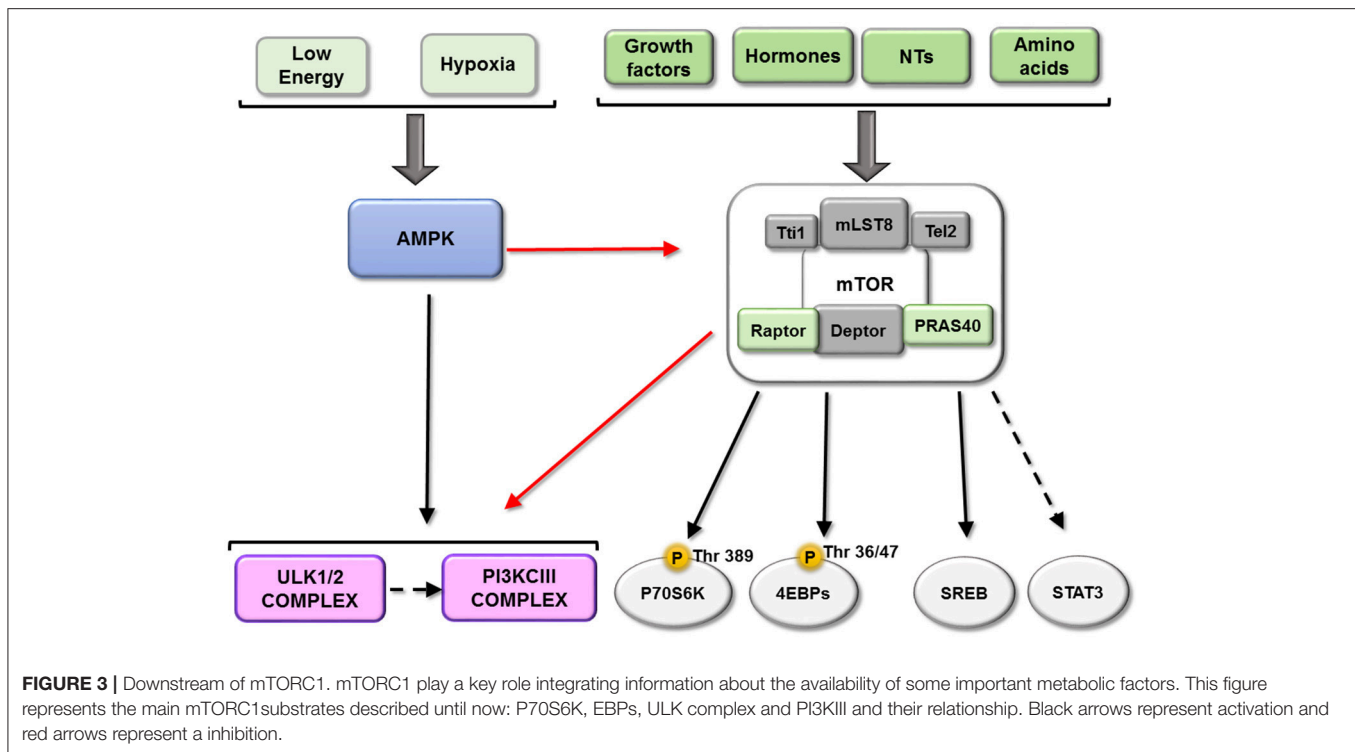 Low
Energy
Hypoxia
Growth
factors
Hormones
NTs
Amino
acids
AMPK
Tti1
mLST8
Tel2
mTOR
Raptor
Deptor
PRAS40
ULK1/2
COMPLEX
PI3KCIII
COMPLEX
P Thr 389
P70S6K
P Thr 36/47
4EBPs
SREB
STAT3
FIGURE 3 | Downstream of mTORC1. mTORC1 play a key role integrating information about the availability of some important metabolic factors. This figure
represents the main mTORC1substrates described until now: P70S6K, EBPs, ULK complex and PI3KIII and their relationship. Black arrows represent activation and
red arrows represent a inhibition.